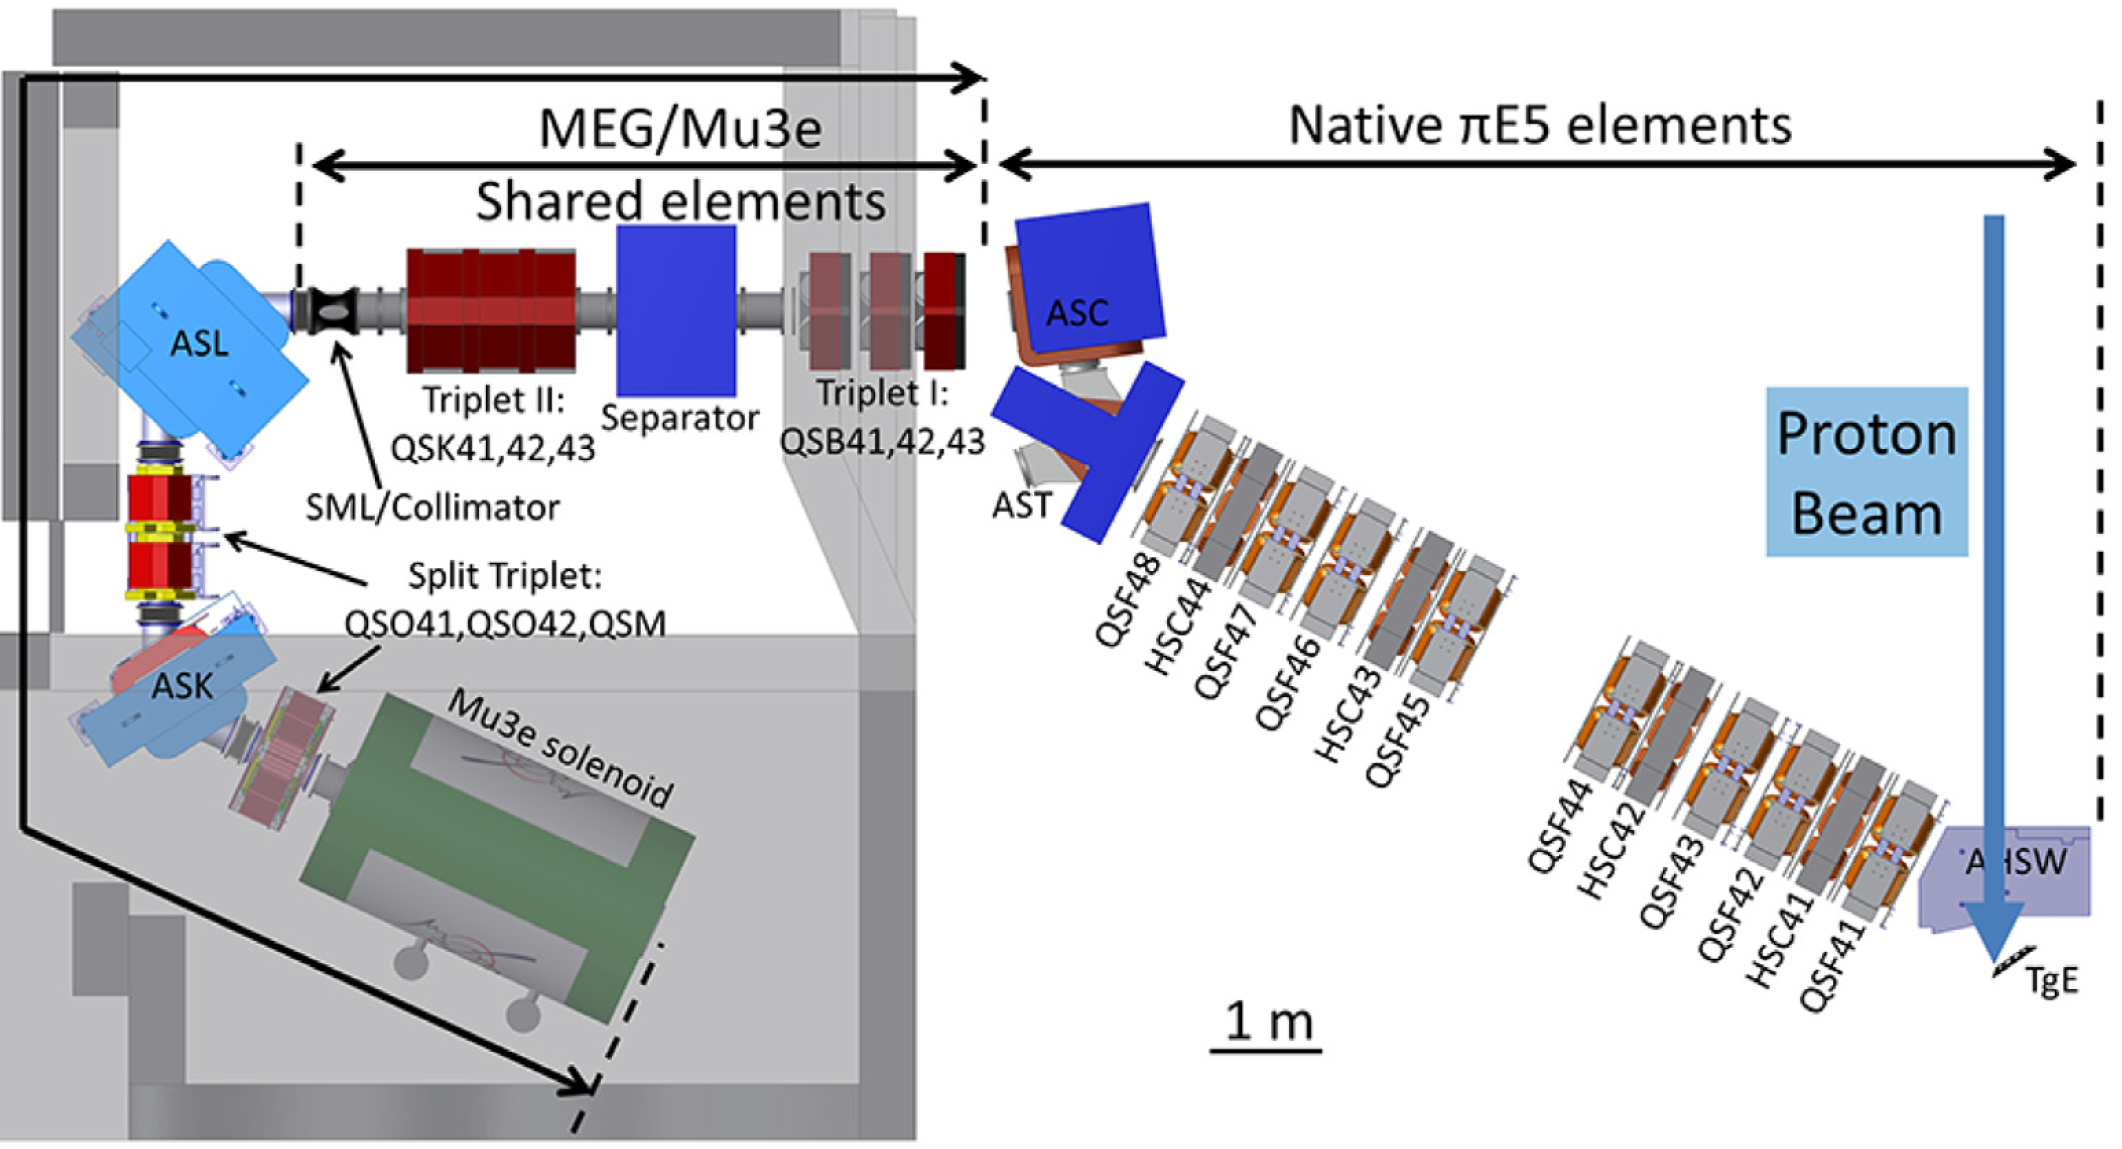 MEG/Mu3e
Shared elements
Native πE5 elements
ASL
Triplet II:
QSK41,42,43
Separator
Triplet I:
QSB41,42,43
ASC
AST
SML/Collimator
Split Triplet:
QSO41,QSO42,QSM
ASK
Mu3e solenoid
QSF48
HSC44
QSF47
QSF46
HSC43
QSF45
QSF44
HSC42
QSF43
QSF42
HSC41
QSF41
Proton
Beam
AHSW
TgE
1 m